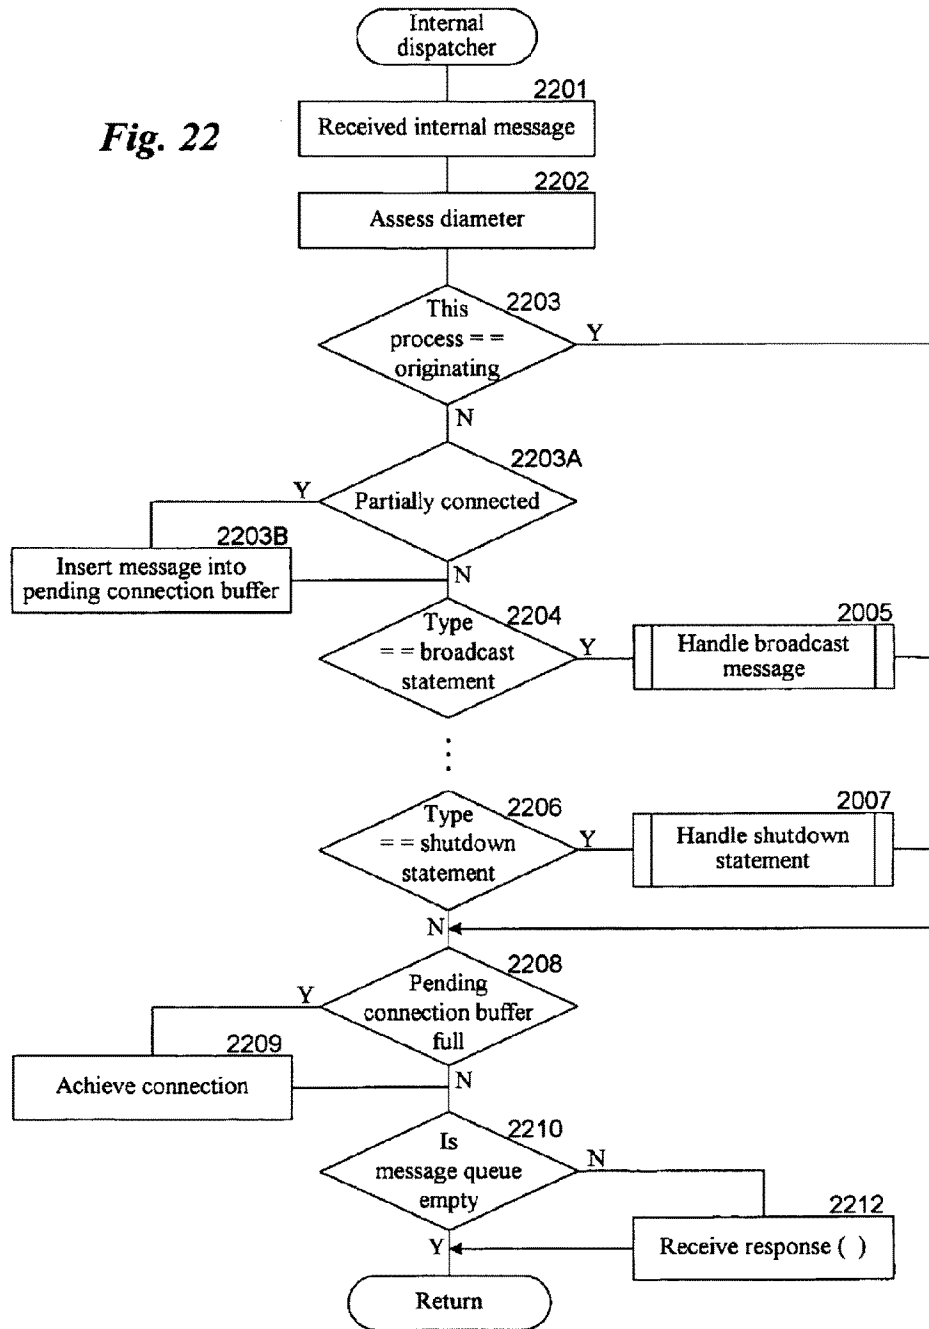 Fig. 22
Internal
dispatcher
2201
Received internal message
2202
Assess diameter
2203
This
process = =
originating
Y
N
2203A
Partially connected
Y
N
2203B
Insert message into
pending connection buffer
2204
Type
= = broadcast
statement
Y
2005
Handle broadcast
message
2206
Type
= = shutdown
statement
Y
N
2007
Handle shutdown
statement
2208
Pending
connection buffer
full
Y
N
2209
Achieve connection
2210
Is
message queue
empty
N
Y
2212
Receive response ( )
Return